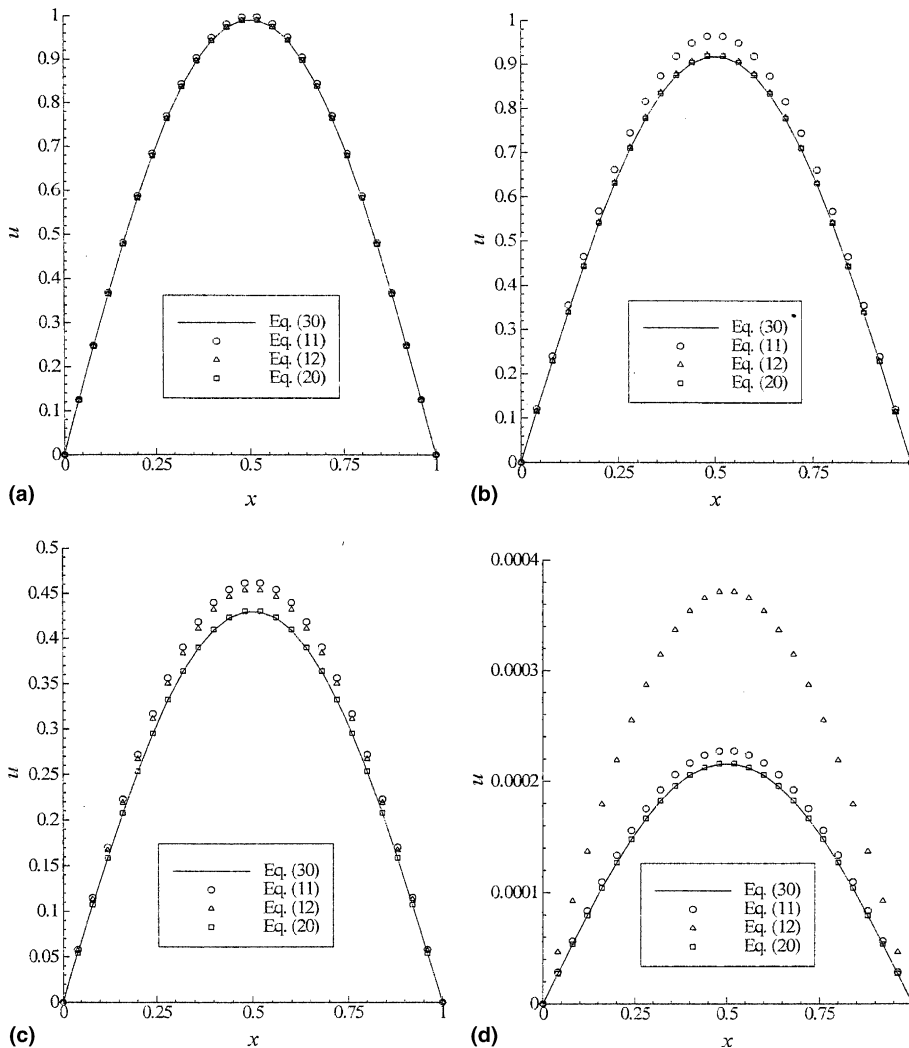 1
0.9
0.8
0.7
0.6
0.5
0.4
0.3
0.2
0.1
0
u
0
0.25
0.5
0.75
1
x
Eq. (30)
Eq. (11)
Eq. (12)
Eq. (20)
(a)
1
0.9
0.8
0.7
0.6
0.5
0.4
0.3
0.2
0.1
0
u
0
0.25
0.5
0.75
x
Eq. (30)
Eq. (11)
Eq. (12)
Eq. (20)
(b)
0.5
0.45
0.4
0.35
0.3
0.25
0.2
0.15
0.1
0.05
0
u
0
0.25
0.5
0.75
1
x
Eq. (30)
Eq. (11)
Eq. (12)
Eq. (20)
(c)
0.0004
0.0003
0.0002
0.0001
0.0000
u
0
0.25
0.5
0.75
x
Eq. (30)
Eq. (11)
Eq. (12)
Eq. (20)
(d)